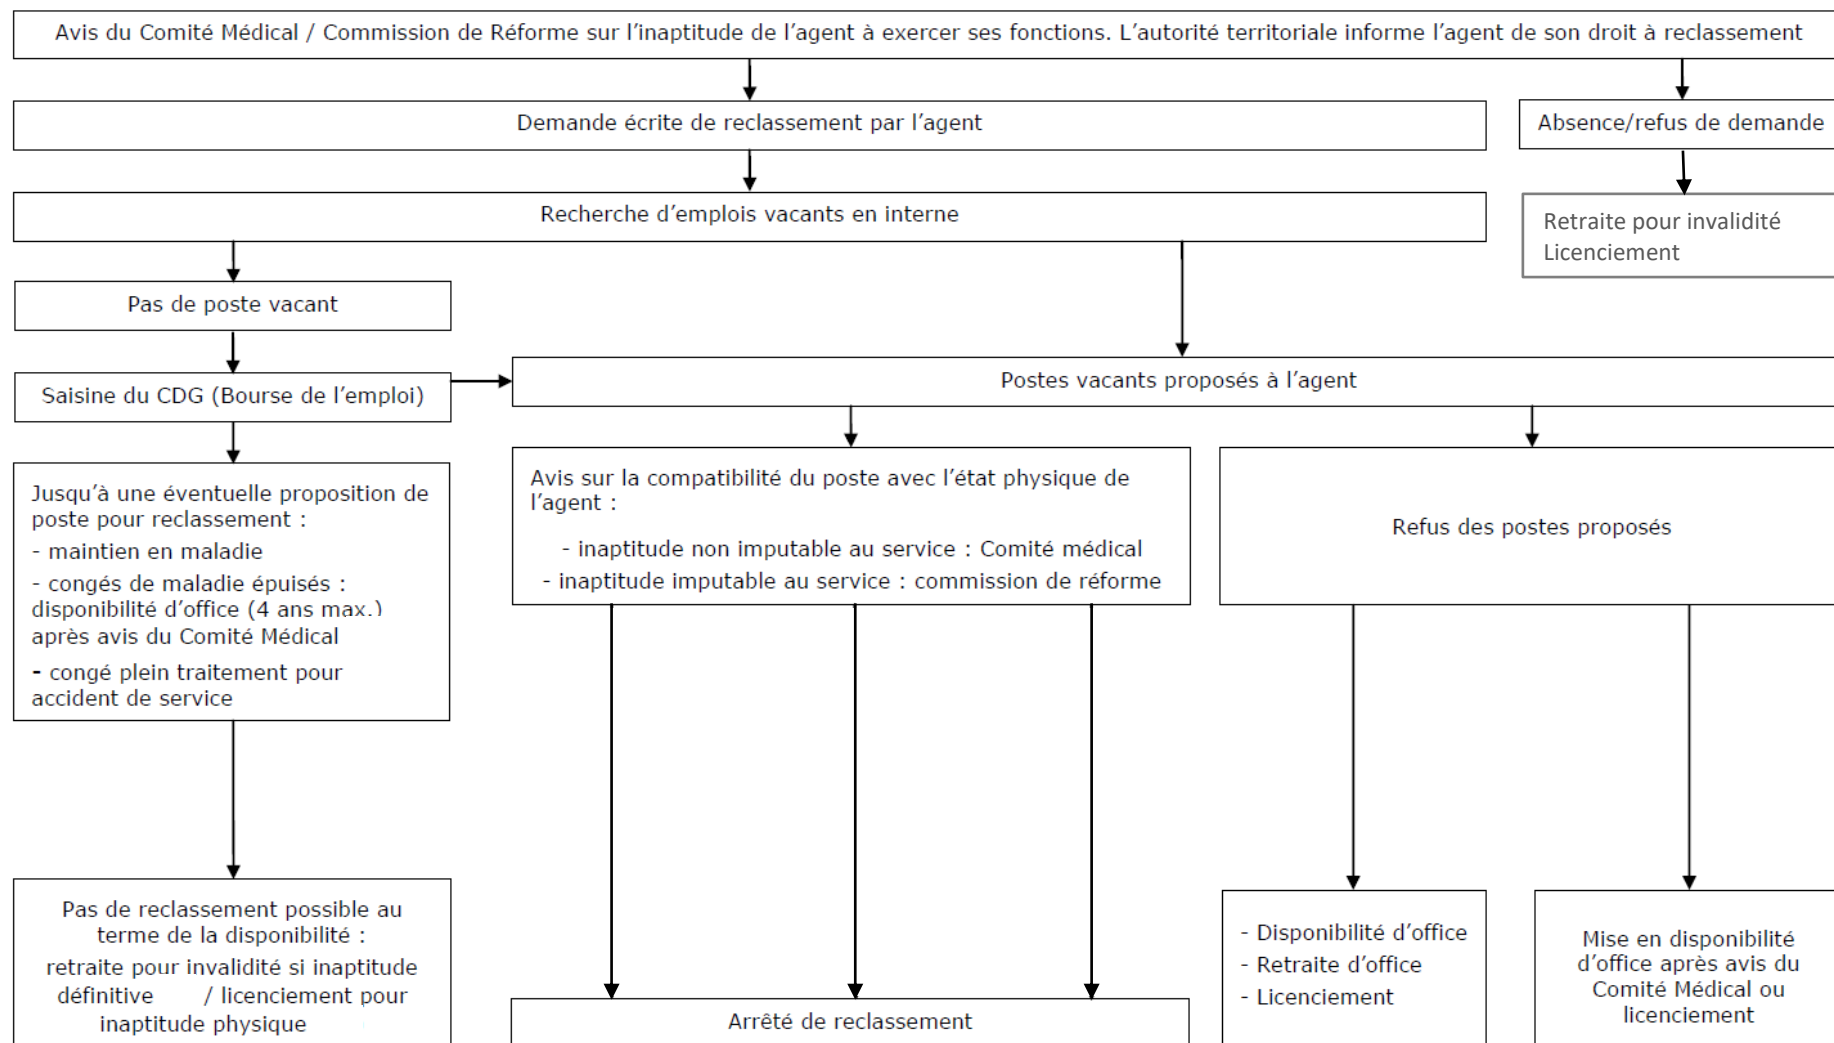 Avis du Comité Médical / Commission de Réforme sur l'inaptitude de l'agent à exercer ses fonctions. L'autorité territoriale informe l'agent de son droit à reclassement
Demande écrite de reclassement par l'agent
Absence/refus de demande
Recherche d'emplois vacants en interne
Retraite pour invalidité
Licenciement
Pas de poste vacant
Saisine du CDG (Bourse de l'emploi)
Postes vacants proposés à l'agent
Jusqu'à une éventuelle proposition de
poste pour reclassement :
- maintien en maladie
- congés de maladie épuisés :
disponibilité d'office (4 ans max.)
après avis du Comité Médical
- congé plein traitement pour
accident de service
Avis sur la compatibilité du poste avec l'état physique de
l'agent :
- inaptitude non imputable au service : Comité médical
- inaptitude imputable au service : commission de réforme
Refus des postes proposés
Pas de reclassement possible au
terme de la disponibilité :
retraite pour invalidité si inaptitude
définitive / licenciement pour
inaptitude physique
Arrêté de reclassement
- Disponibilité d'office
- Retraite d'office
- Licenciement
Mise en disponibilité
d'office après avis du
Comité Médical ou
licenciement